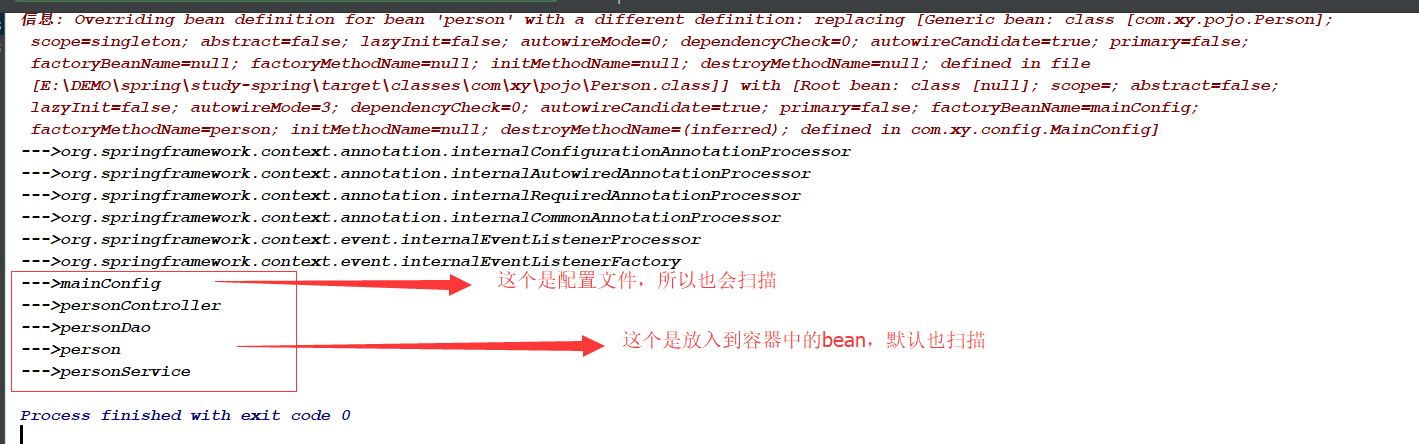 信息: Overriding bean definition for bean 'person' with a different definition: replacing [Generic bean: class [com.xy.pojo.Person];
scope=singleton; abstract=false; lazyInit=false; autowireMode=0; dependencyCheck=0; autowireCandidate=true; primary=false;
factoryBeanName=null; factoryMethodName=null; initMethodName=null; destroyMethodName=null; defined in file
[E:\DEMO\spring\study-spring\target\classes\com\xy\pojo\Person.class]] with [Root bean: class [null]; scope=; abstract=false;
lazyInit=false; autowireMode=3; dependencyCheck=0; autowireCandidate=true; primary=false; factoryBeanName=mainConfig;
factoryMethodName=person; initMethodName=null; destroyMethodName=(inferred); defined in com.xy.config.MainConfig]
--->org.springframework.context.annotation.internalConfigurationAnnotationProcessor
--->org.springframework.context.annotation.internalAutowiredAnnotationProcessor
--->org.springframework.context.annotation.internalRequiredAnnotationProcessor
--->org.springframework.context.annotation.internalCommonAnnotationProcessor
--->org.springframework.context.event.internalEventListenerProcessor
--->org.springframework.context.event.internalEventListenerFactory
--->mainConfig 这个是配置文件，所以也会扫描
--->personController
--->personDao
--->person 这个是放入到容器中的bean，默认也扫描
--->personService
Process finished with exit code 0